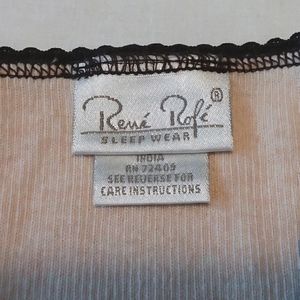 René Rofé ®
SLEEP WEAR
INDIA
RN 72409
SEE REVERSE FOR
CARE INSTRUCTIONS